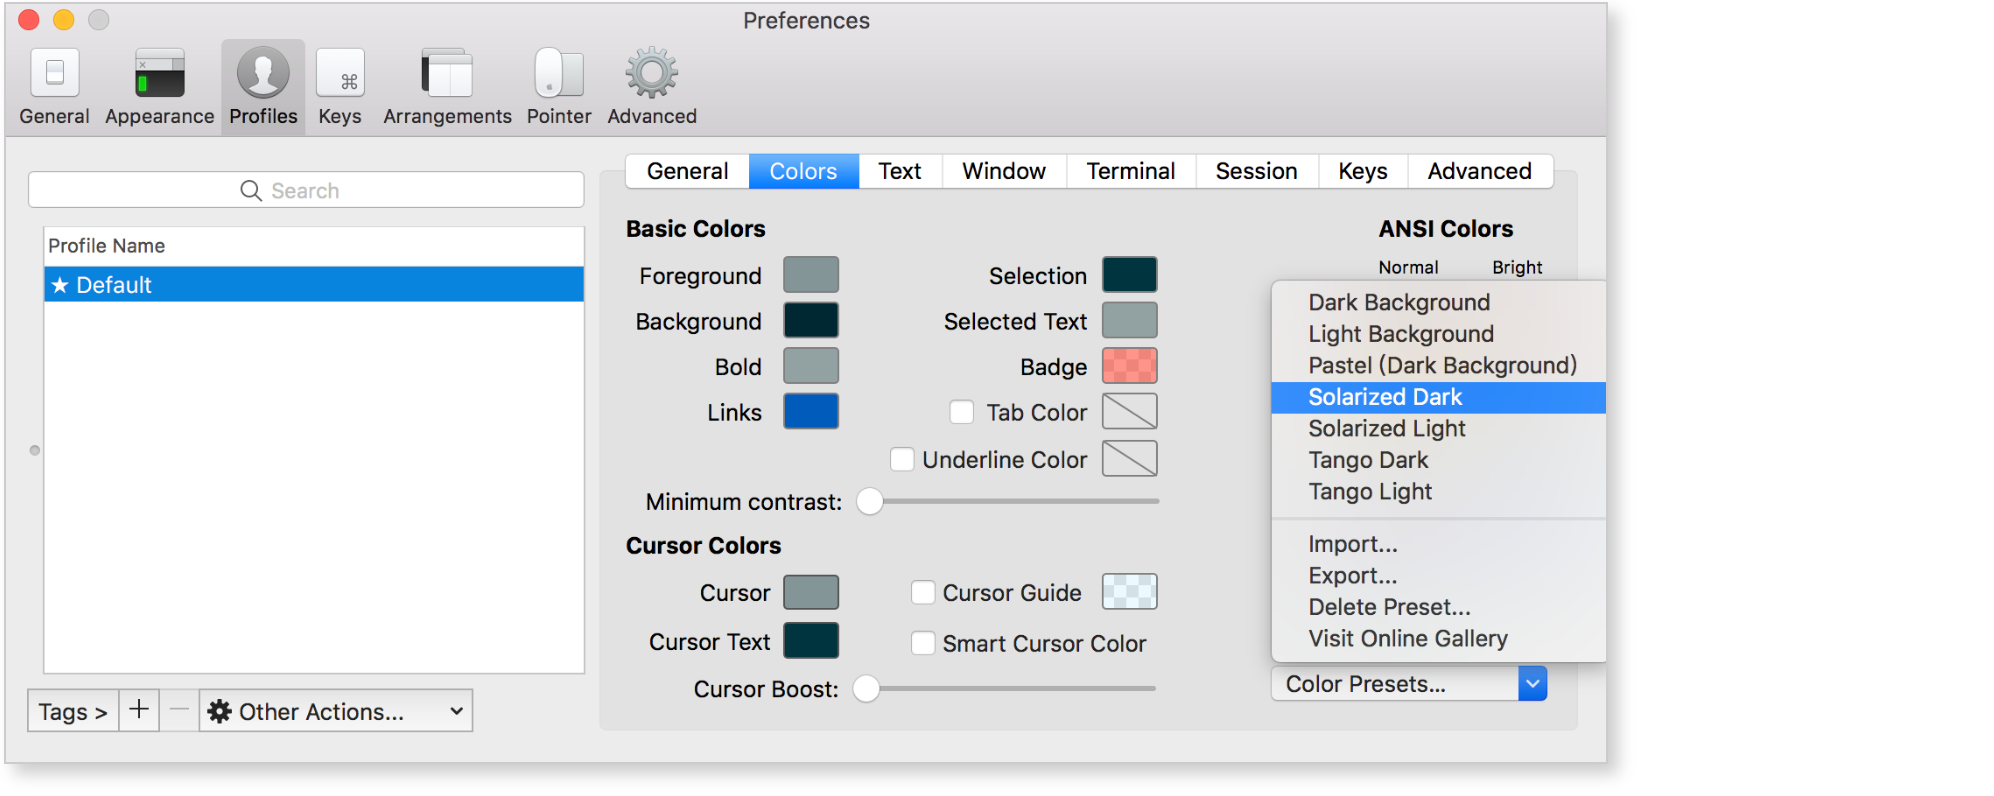 Preferences
General
Appearance
Profiles
Keys
Arrangements
Pointer
Advanced
Search
Profile Name
★ Default
Tags >
+
−
Other Actions...
General
Colors
Text
Window
Terminal
Session
Keys
Advanced
Basic Colors
Foreground
Background
Bold
Links
Selection
Selected Text
Badge
Tab Color
Underline Color
Minimum contrast:
Cursor Colors
Cursor
Cursor Text
Cursor Guide
Smart Cursor Color
Cursor Boost:
ANSI Colors
Normal
Bright
Dark Background
Light Background
Pastel (Dark Background)
Solarized Dark
Solarized Light
Tango Dark
Tango Light
Import...
Export...
Delete Preset...
Visit Online Gallery
Color Presets...